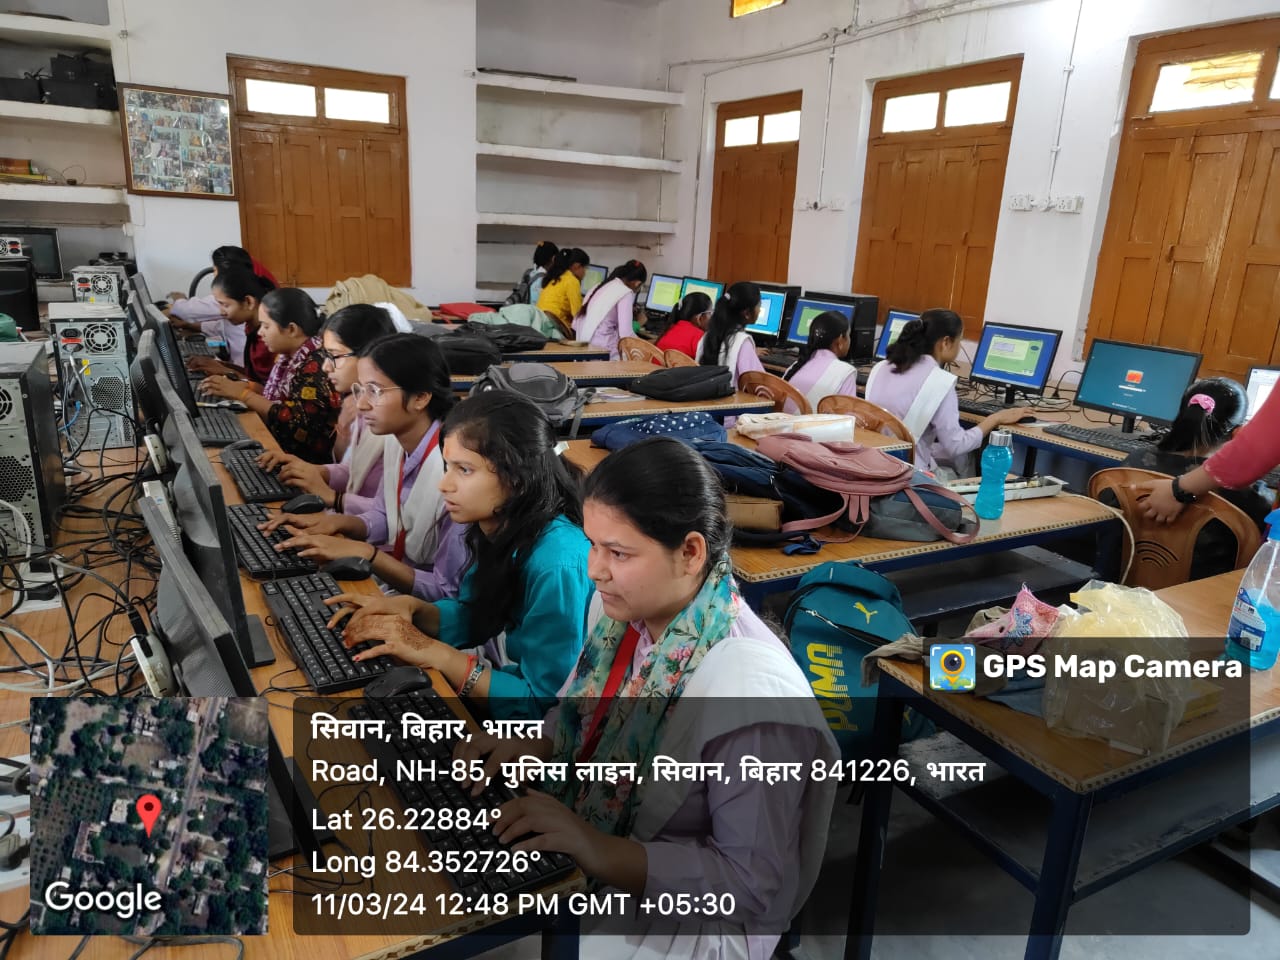 GPS Map Camera
सिवान, बिहार, भारत
Road, NH-85, पुलिस लाइन, सिवान, बिहार 841226, भारत
Lat 26.22884°
Long 84.352726°
11/03/24 12:48 PM GMT +05:30
Google
PUMA